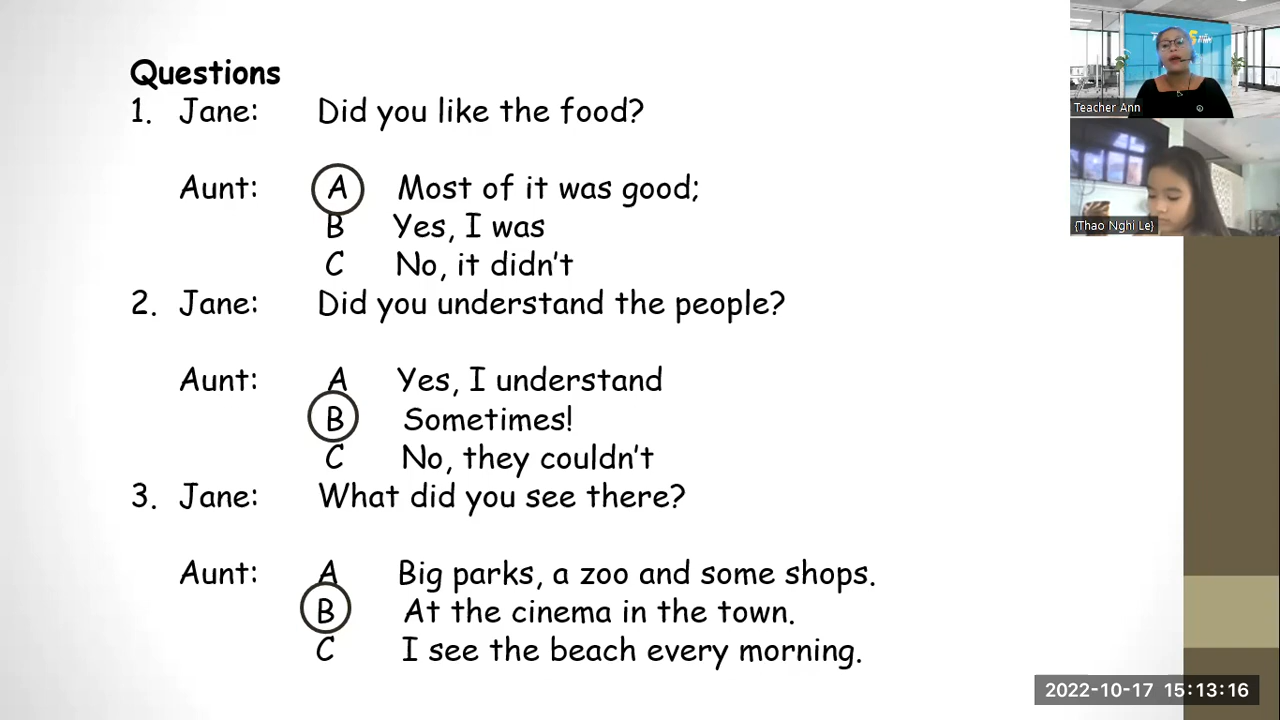 Questions
1. Jane: Did you like the food?
Aunt: A Most of it was good;
B Yes, I was
C No, it didn't
2. Jane: Did you understand the people?
Aunt: A Yes, I understand
B Sometimes!
C No, they couldn't
3. Jane: What did you see there?
Aunt: A Big parks, a zoo and some shops.
B At the cinema in the town.
C I see the beach every morning.
Teacher Ann
{Thao Nghi Le}
2022-10-17 15:13:16